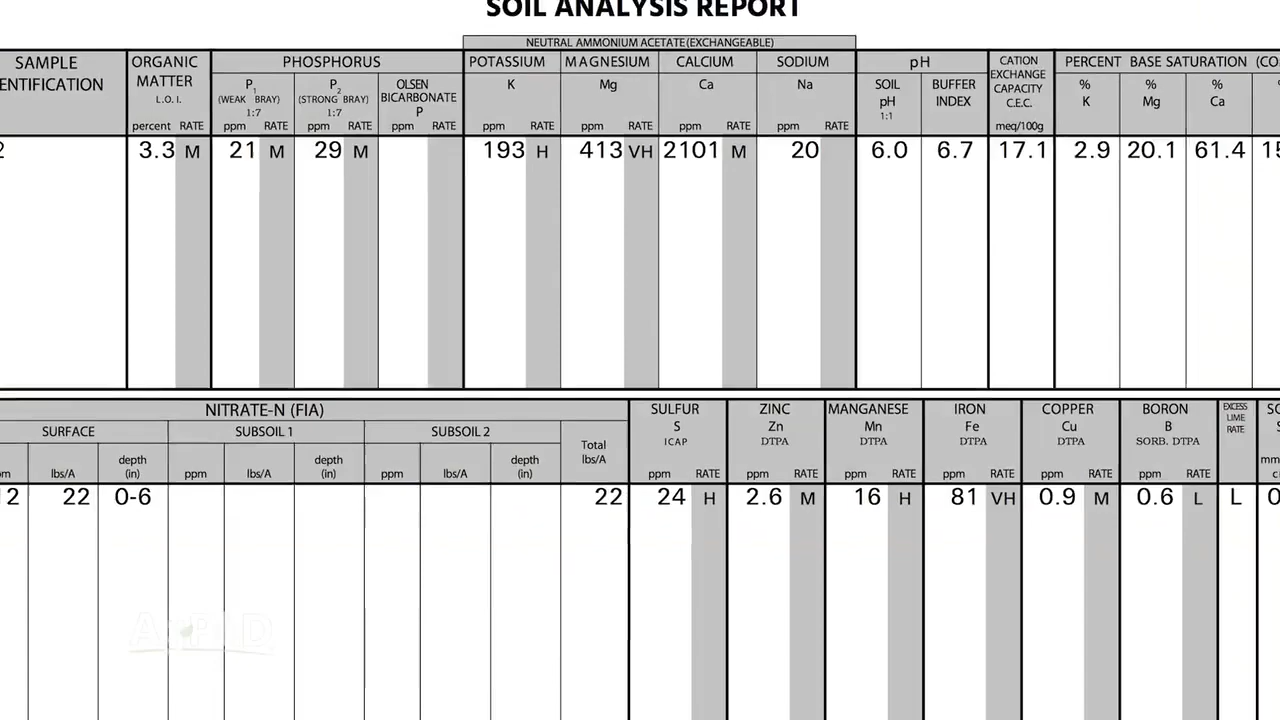 SOIL ANALYSIS REPORT
NEUTRAL AMMONIUM ACETATE (EXCHANGEABLE)
SAMPLE ORGANIC PHOSPHORUS POTASSIUM MAGNESIUM CALCIUM SODIUM pH CATION PERCENT BASE SATURATION (CO
ENTIFICATION MATTER P1 P2 OLSEN K Mg Ca Na SOIL BUFFER EXCHANGE % % %
L.O.I. (WEAK BRAY) (STRONG BRAY) BICARBONATE pH INDEX CAPACITY K Mg Ca
1:7 1:7 P 1:1 C.E.C.
percent RATE ppm RATE ppm RATE ppm RATE ppm RATE ppm RATE ppm RATE ppm RATE meq/100g
2 3.3 M 21 M 29 M 193 H 413 VH 2101 M 20 6.0 6.7 17.1 2.9 20.1 61.4 15
NITRATE-N (FIA) SULFUR ZINC MANGANESE IRON COPPER BORON EXCESS
SURFACE SUBSOIL 1 SUBSOIL 2 Total S Zn Mn Fe Cu B LIME
lbs/A ICAP DTPA DTPA DTPA DTPA SORB. DTPA RATE
lbs/A depth (in) ppm lbs/A depth (in) ppm lbs/A depth (in) ppm RATE ppm RATE ppm RATE ppm RATE ppm RATE ppm RATE
12 22 0-6 22 24 H 2.6 M 16 H 81 VH 0.9 M 0.6 L L 0